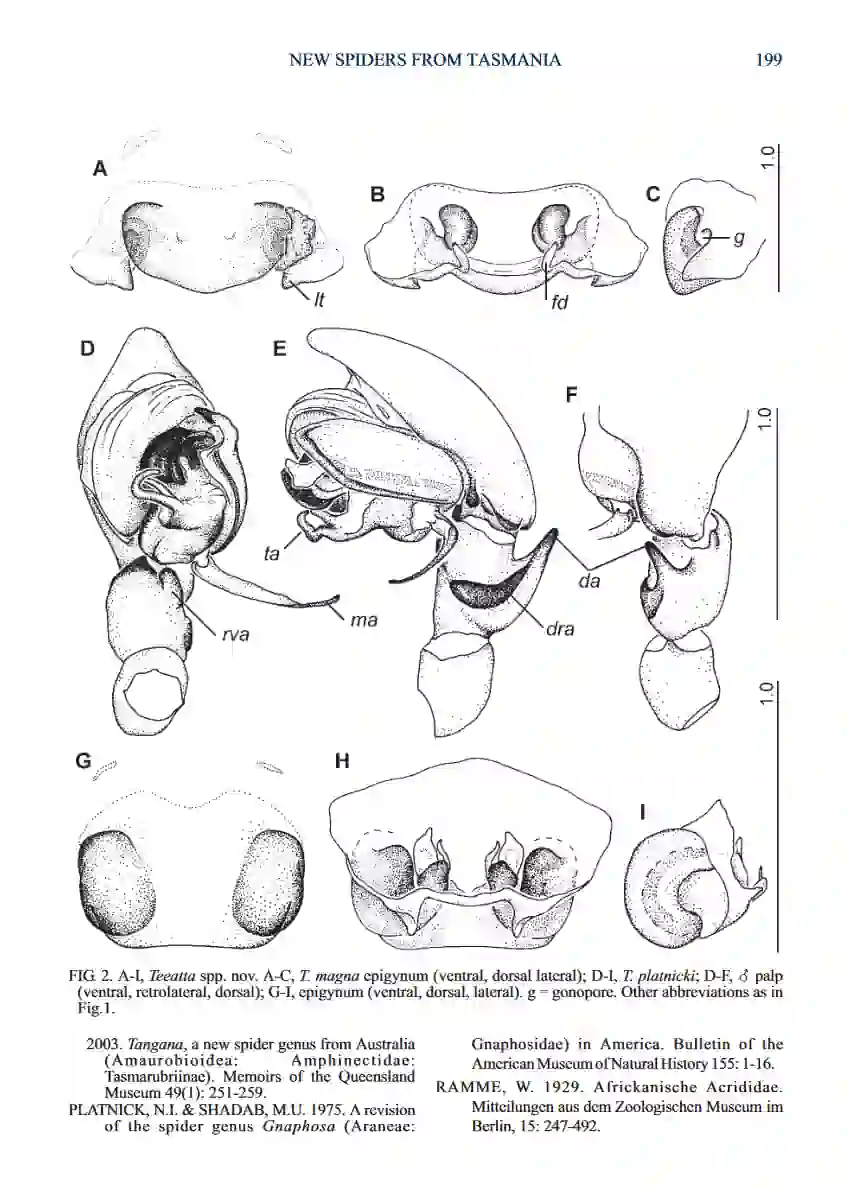 NEW SPIDERS FROM TASMANIA 199
A
B
C
1.0
g
lt
fd
D
E
F
1.0
ta
da
ma
rva
dra
1.0
G
H
I
FIG. 2. A-I, Teeatta spp. nov. A-C, T. magna epigynum (ventral, dorsal lateral); D-I, T. platnicki; D-F, ♂ palp
(ventral, retrolateral, dorsal); G-I, epigynum (ventral, dorsal, lateral). g = gonopore. Other abbreviations as in
Fig.1.
2003. Tangana, a new spider genus from Australia
(Amaurobioidea: Amphinectidae:
Tasmarubriinae). Memoirs of the Queensland
Museum 49(1): 251-259.
PLATNICK, N.I. & SHADAB, M.U. 1975. A revision
of the spider genus Gnaphosa (Araneae:
Gnaphosidae) in America. Bulletin of the
American Museum of Natural History 155: 1-16.
RAMME, W. 1929. Africkanische Acrididae.
Mitteilungen aus dem Zoologischen Museum im
Berlin, 15: 247-492.